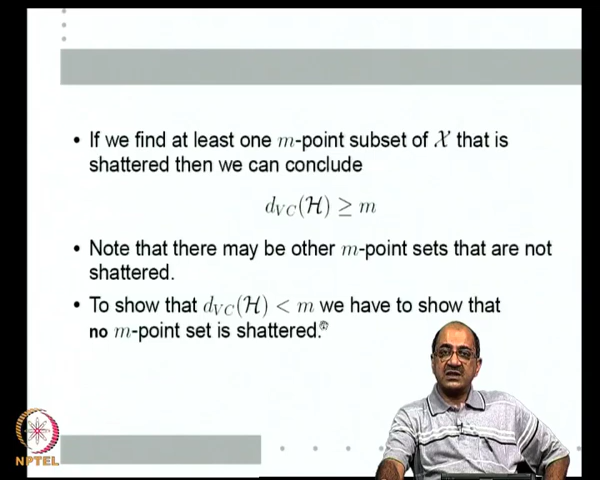 • If we find at least one m-point subset of 𝒳 that is
shattered then we can conclude
d_VC(ℋ) ≥ m
• Note that there may be other m-point sets that are not
shattered.
• To show that d_VC(ℋ) < m we have to show that
no m-point set is shattered.
NPTEL